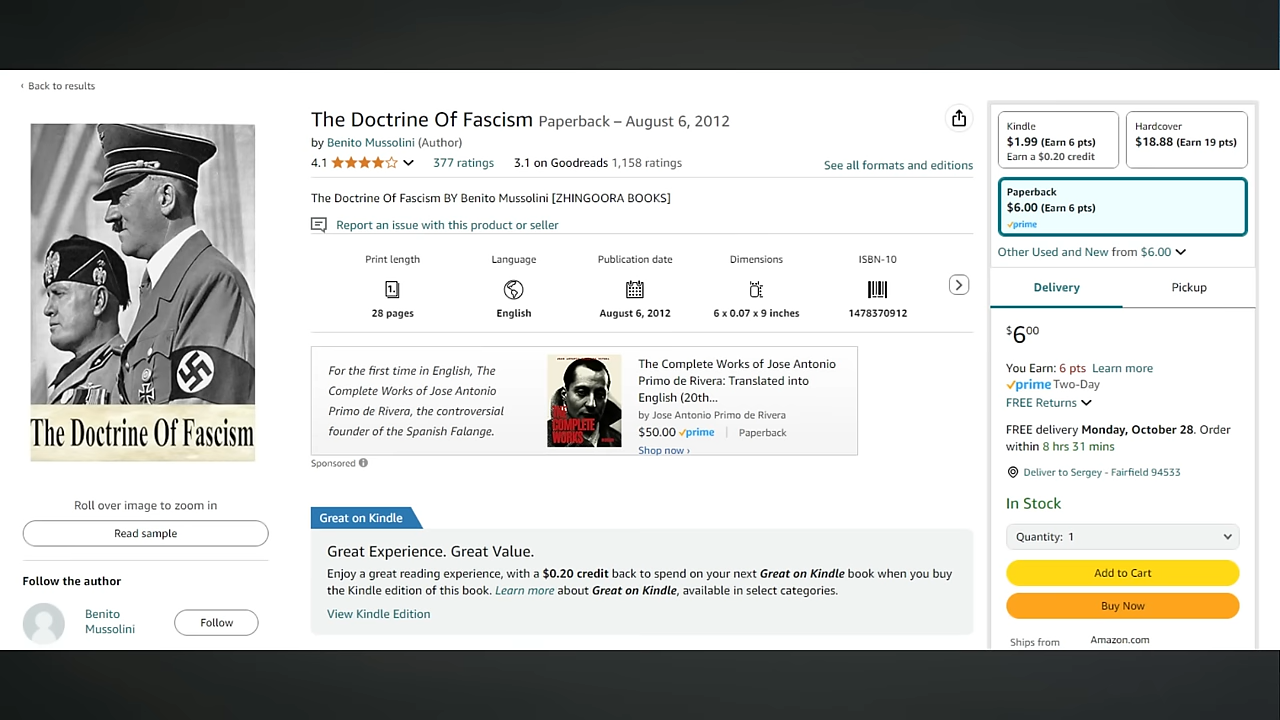 ‹ Back to results
The Doctrine Of Fascism Paperback – August 6, 2012
by Benito Mussolini (Author)
4.1 377 ratings 3.1 on Goodreads 1,158 ratings
See all formats and editions
The Doctrine Of Fascism BY Benito Mussolini [ZHINGOORA BOOKS]
Report an issue with this product or seller
Print length Language Publication date Dimensions ISBN-10
28 pages English August 6, 2012 6 x 0.07 x 9 inches 1478370912
The Doctrine Of Fascism
Roll over image to zoom in
Read sample
Follow the author
Benito
Mussolini
Follow
For the first time in English, The
Complete Works of Jose Antonio
Primo de Rivera, the controversial
founder of the Spanish Falange.
THE
COMPLETE
WORKS
The Complete Works of Jose Antonio
Primo de Rivera: Translated into
English (20th...
by Jose Antonio Primo de Rivera
$50.00 prime Paperback
Shop now ›
Sponsored
Great on Kindle
Great Experience. Great Value.
Enjoy a great reading experience, with a $0.20 credit back to spend on your next Great on Kindle book when you buy
the Kindle edition of this book. Learn more about Great on Kindle, available in select categories.
View Kindle Edition
Kindle
$1.99 (Earn 6 pts)
Earn a $0.20 credit
Hardcover
$18.88 (Earn 19 pts)
Paperback
$6.00 (Earn 6 pts)
prime
Other Used and New from $6.00
Delivery Pickup
$6 00
You Earn: 6 pts Learn more
prime Two-Day
FREE Returns
FREE delivery Monday, October 28. Order
within 8 hrs 31 mins
Deliver to Sergey - Fairfield 94533
In Stock
Quantity: 1
Add to Cart
Buy Now
Ships from Amazon.com